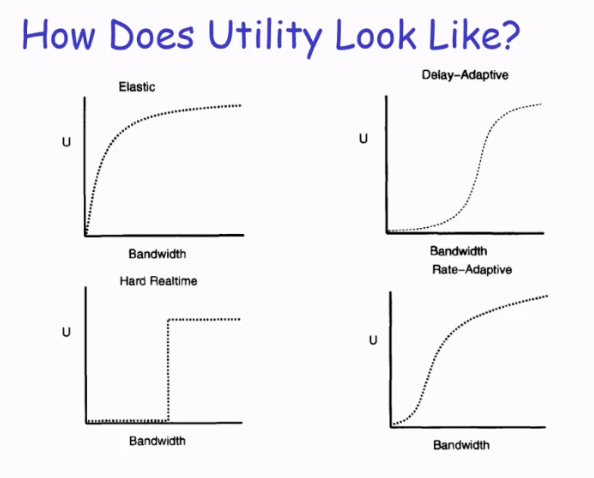 How Does Utility Look Like?
Elastic
U
Bandwidth
Delay-Adaptive
U
Bandwidth
Hard Realtime
U
Bandwidth
Rate-Adaptive
U
Bandwidth